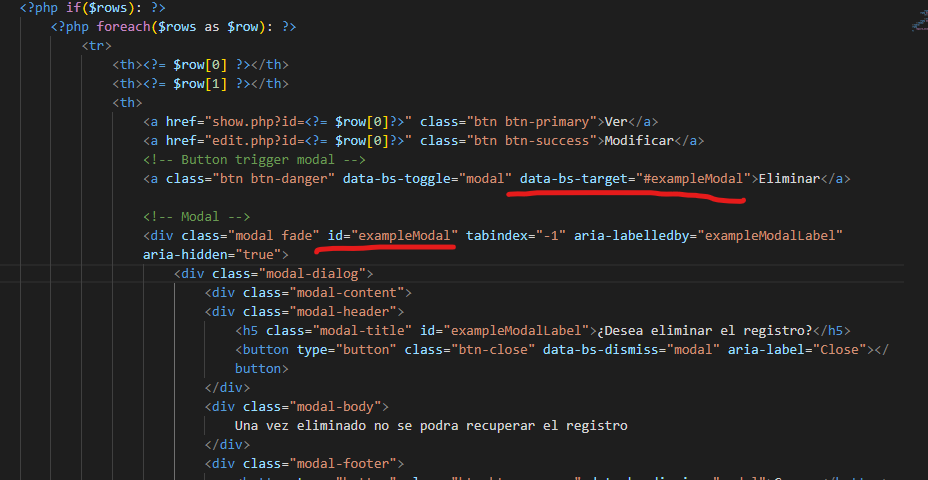 <?php if($rows): ?>
<?php foreach($rows as $row): ?>
<tr>
<th><?= $row[0] ?></th>
<th><?= $row[1] ?></th>
<th>
<a href="show.php?id=<?= $row[0]?>" class="btn btn-primary">Ver</a>
<a href="edit.php?id=<?= $row[0]?>" class="btn btn-success">Modificar</a>
<!-- Button trigger modal -->
<a class="btn btn-danger" data-bs-toggle="modal" data-bs-target="#exampleModal">Eliminar</a>
<!-- Modal -->
<div class="modal fade" id="exampleModal" tabindex="-1" aria-labelledby="exampleModalLabel"
aria-hidden="true">
<div class="modal-dialog">
<div class="modal-content">
<div class="modal-header">
<h5 class="modal-title" id="exampleModalLabel">¿Desea eliminar el registro?</h5>
<button type="button" class="btn-close" data-bs-dismiss="modal" aria-label="Close"></
button>
</div>
<div class="modal-body">
Una vez eliminado no se podra recuperar el registro
</div>
<div class="modal-footer">